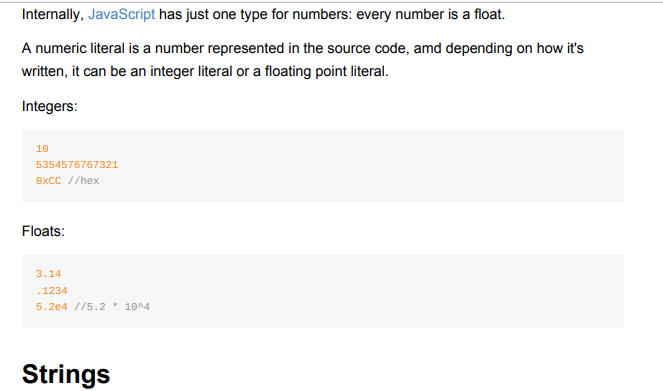 Internally, JavaScript has just one type for numbers: every number is a float.
A numeric literal is a number represented in the source code, amd depending on how it's
written, it can be an integer literal or a floating point literal.
Integers:
10
5354576767321
0xCC //hex
Floats:
3.14
.1234
5.2e4 //5.2 * 10^4
Strings